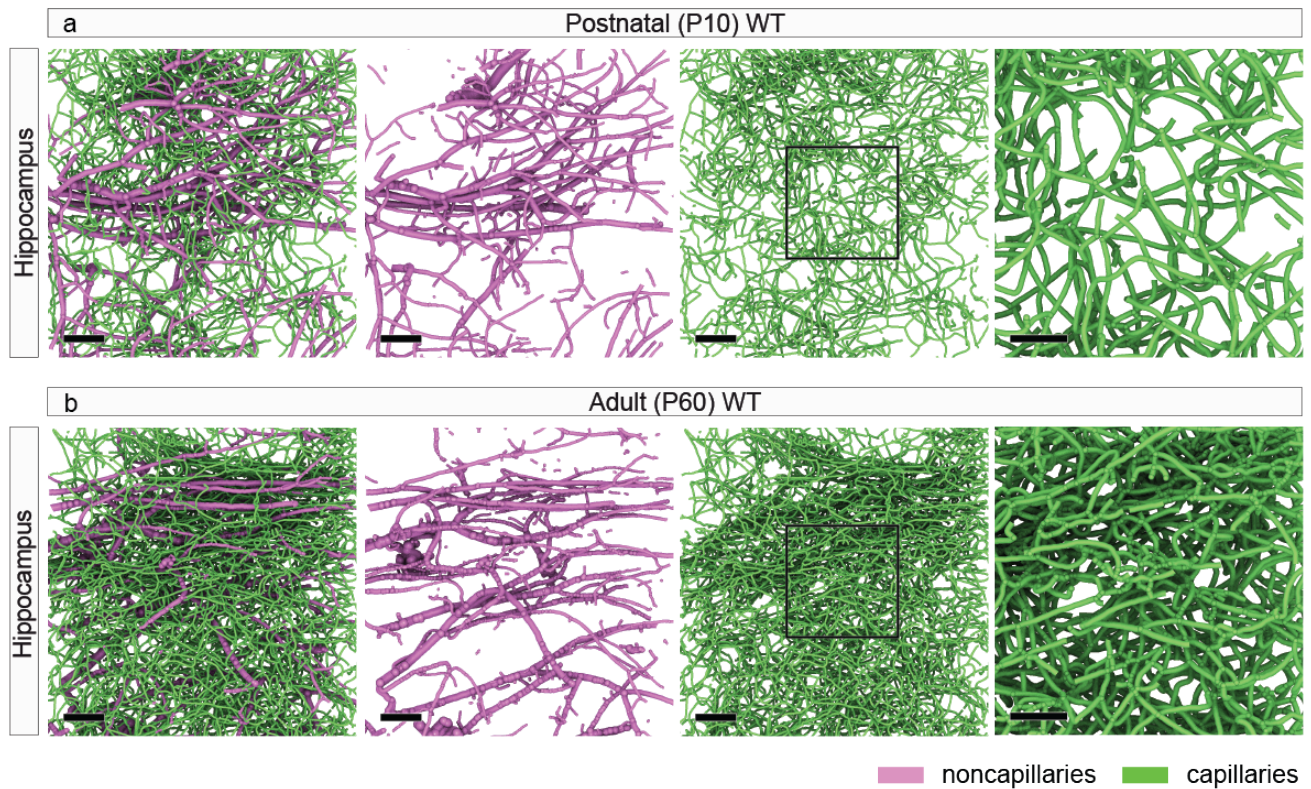 a
Postnatal (P10) WT
Hippocampus
b
Adult (P60) WT
Hippocampus
noncapillaries
capillaries